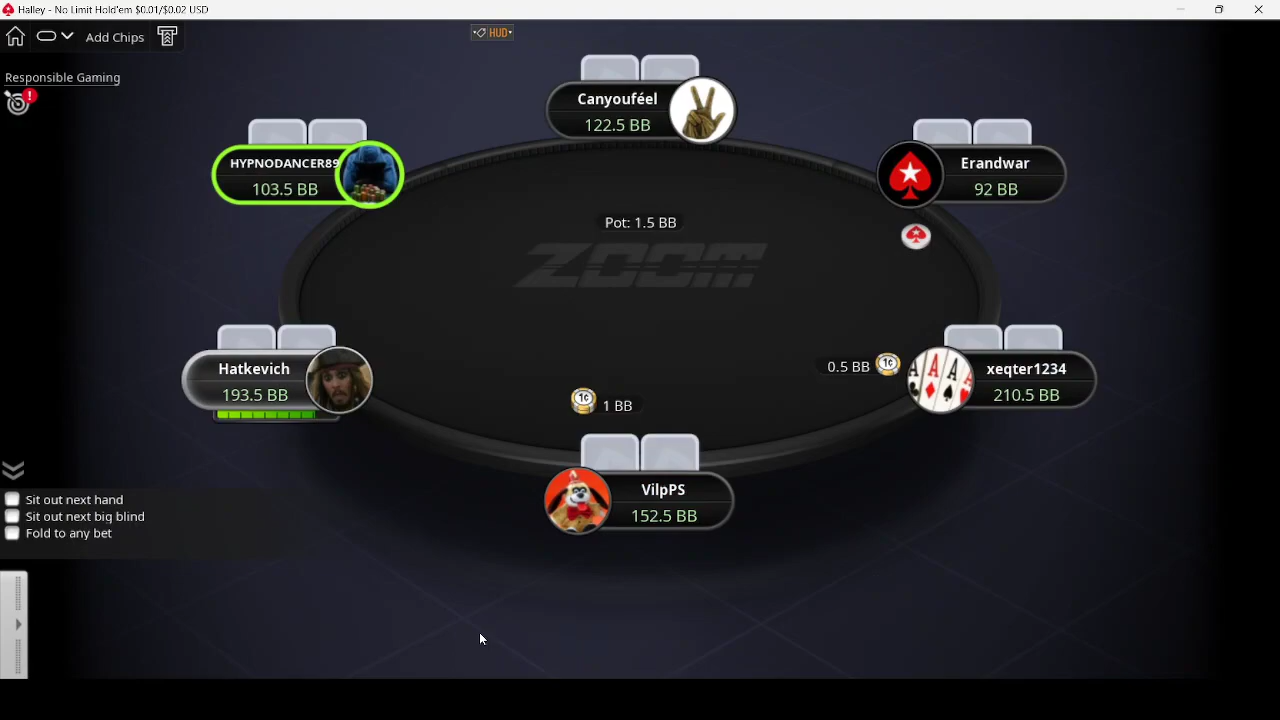 Halley - No Limit Hold'em $0.01/$0.02 USD
Add Chips
HUD
Responsible Gaming
!
Canyouféel
122.5 BB
HYPNODANCER89
103.5 BB
Erandwar
92 BB
Pot: 1.5 BB
ZOOM
Hatkevich
193.5 BB
0.5 BB
1¢
xeqter1234
210.5 BB
A A A A
1¢
1 BB
VilpPS
152.5 BB
Sit out next hand
Sit out next big blind
Fold to any bet